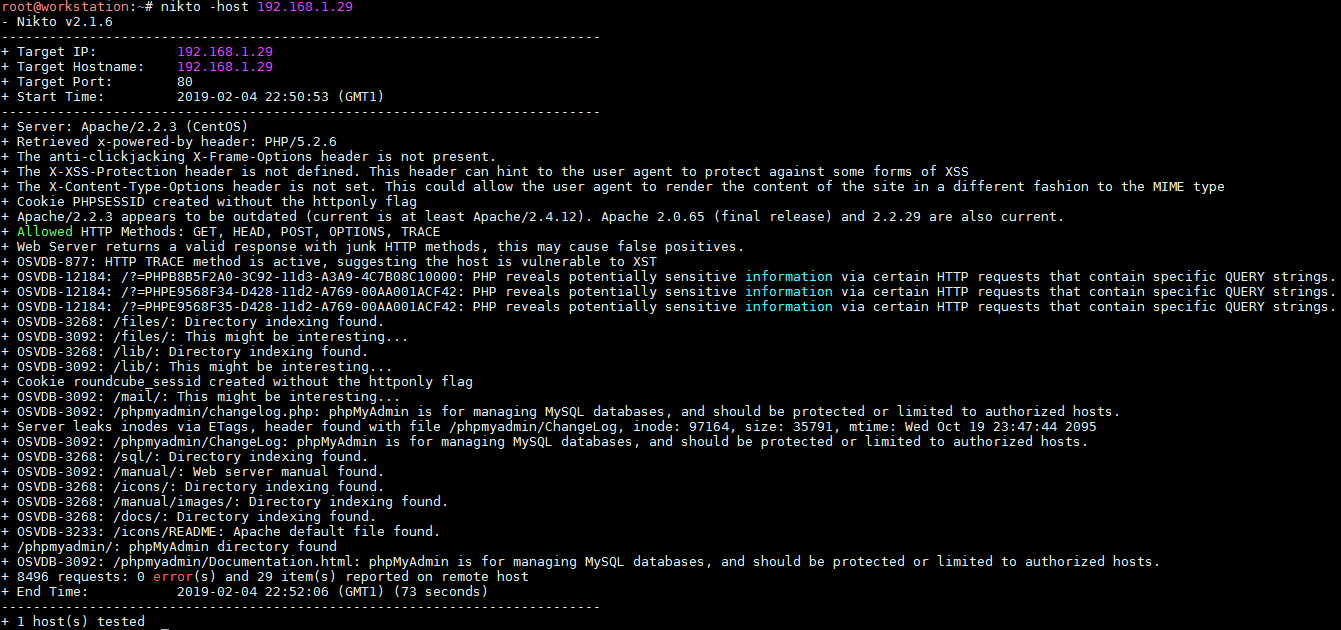 root@workstation:~# nikto -host 192.168.1.29
- Nikto v2.1.6
---------------------------------------------------------------------------
+ Target IP:          192.168.1.29
+ Target Hostname:    192.168.1.29
+ Target Port:        80
+ Start Time:         2019-02-04 22:50:53 (GMT1)
---------------------------------------------------------------------------
+ Server: Apache/2.2.3 (CentOS)
+ Retrieved x-powered-by header: PHP/5.2.6
+ The anti-clickjacking X-Frame-Options header is not present.
+ The X-XSS-Protection header is not defined. This header can hint to the user agent to protect against some forms of XSS
+ The X-Content-Type-Options header is not set. This could allow the user agent to render the content of the site in a different fashion to the MIME type
+ Cookie PHPSESSID created without the httponly flag
+ Apache/2.2.3 appears to be outdated (current is at least Apache/2.4.12). Apache 2.0.65 (final release) and 2.2.29 are also current.
+ Allowed HTTP Methods: GET, HEAD, POST, OPTIONS, TRACE
+ Web Server returns a valid response with junk HTTP methods, this may cause false positives.
+ OSVDB-877: HTTP TRACE method is active, suggesting the host is vulnerable to XST
+ OSVDB-12184: /?=PHPB8B5F2A0-3C92-11d3-A3A9-4C7B08C10000: PHP reveals potentially sensitive information via certain HTTP requests that contain specific QUERY strings.
+ OSVDB-12184: /?=PHPE9568F34-D428-11d2-A769-00AA001ACF42: PHP reveals potentially sensitive information via certain HTTP requests that contain specific QUERY strings.
+ OSVDB-12184: /?=PHPE9568F35-D428-11d2-A769-00AA001ACF42: PHP reveals potentially sensitive information via certain HTTP requests that contain specific QUERY strings.
+ OSVDB-3268: /files/: Directory indexing found.
+ OSVDB-3092: /files/: This might be interesting...
+ OSVDB-3268: /lib/: Directory indexing found.
+ OSVDB-3092: /lib/: This might be interesting...
+ Cookie roundcube_sessid created without the httponly flag
+ OSVDB-3092: /mail/: This might be interesting...
+ OSVDB-3092: /phpmyadmin/changelog.php: phpMyAdmin is for managing MySQL databases, and should be protected or limited to authorized hosts.
+ Server leaks inodes via ETags, header found with file /phpmyadmin/ChangeLog, inode: 97164, size: 35791, mtime: Wed Oct 19 23:47:44 2095
+ OSVDB-3092: /phpmyadmin/ChangeLog: phpMyAdmin is for managing MySQL databases, and should be protected or limited to authorized hosts.
+ OSVDB-3268: /sql/: Directory indexing found.
+ OSVDB-3092: /manual/: Web server manual found.
+ OSVDB-3268: /icons/: Directory indexing found.
+ OSVDB-3268: /manual/images/: Directory indexing found.
+ OSVDB-3268: /docs/: Directory indexing found.
+ OSVDB-3233: /icons/README: Apache default file found.
+ /phpmyadmin/: phpMyAdmin directory found
+ OSVDB-3092: /phpmyadmin/Documentation.html: phpMyAdmin is for managing MySQL databases, and should be protected or limited to authorized hosts.
+ 8496 requests: 0 error(s) and 29 item(s) reported on remote host
+ End Time:           2019-02-04 22:52:06 (GMT1) (73 seconds)
---------------------------------------------------------------------------
+ 1 host(s) tested